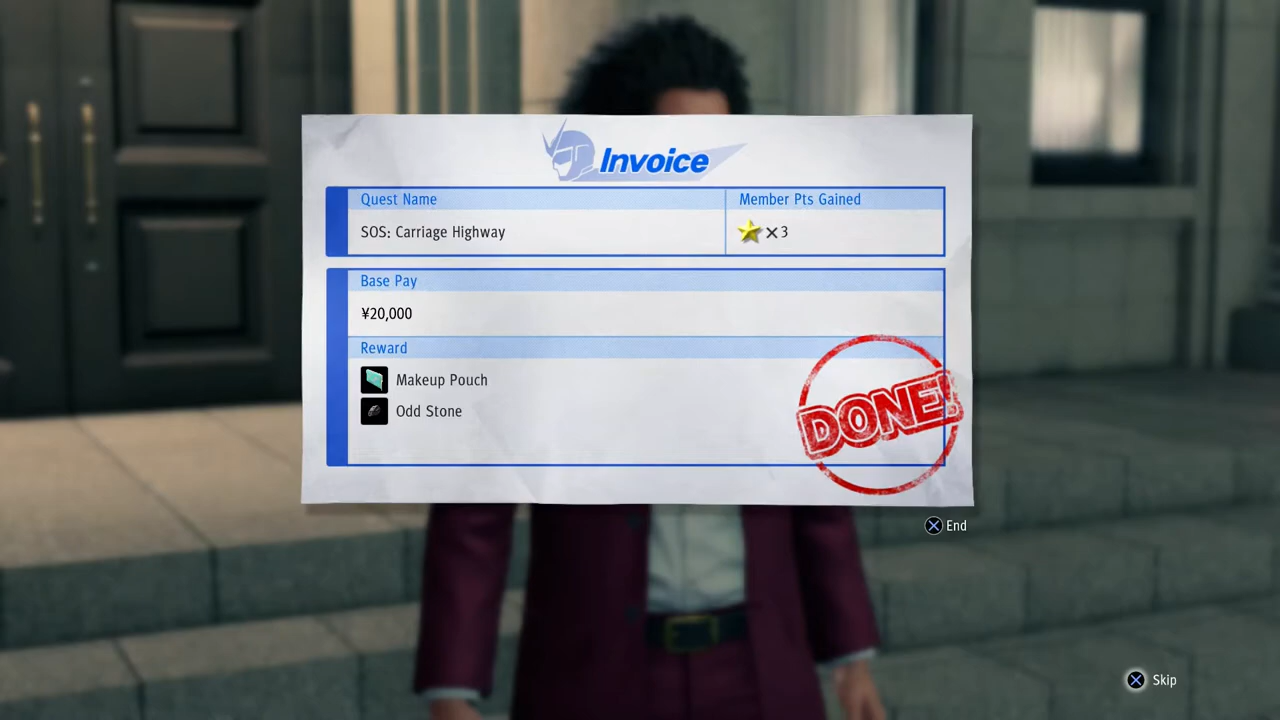 Invoice
Quest Name
Member Pts Gained
SOS: Carriage Highway
×3
Base Pay
¥20,000
Reward
Makeup Pouch
Odd Stone
DONE!
End
Skip